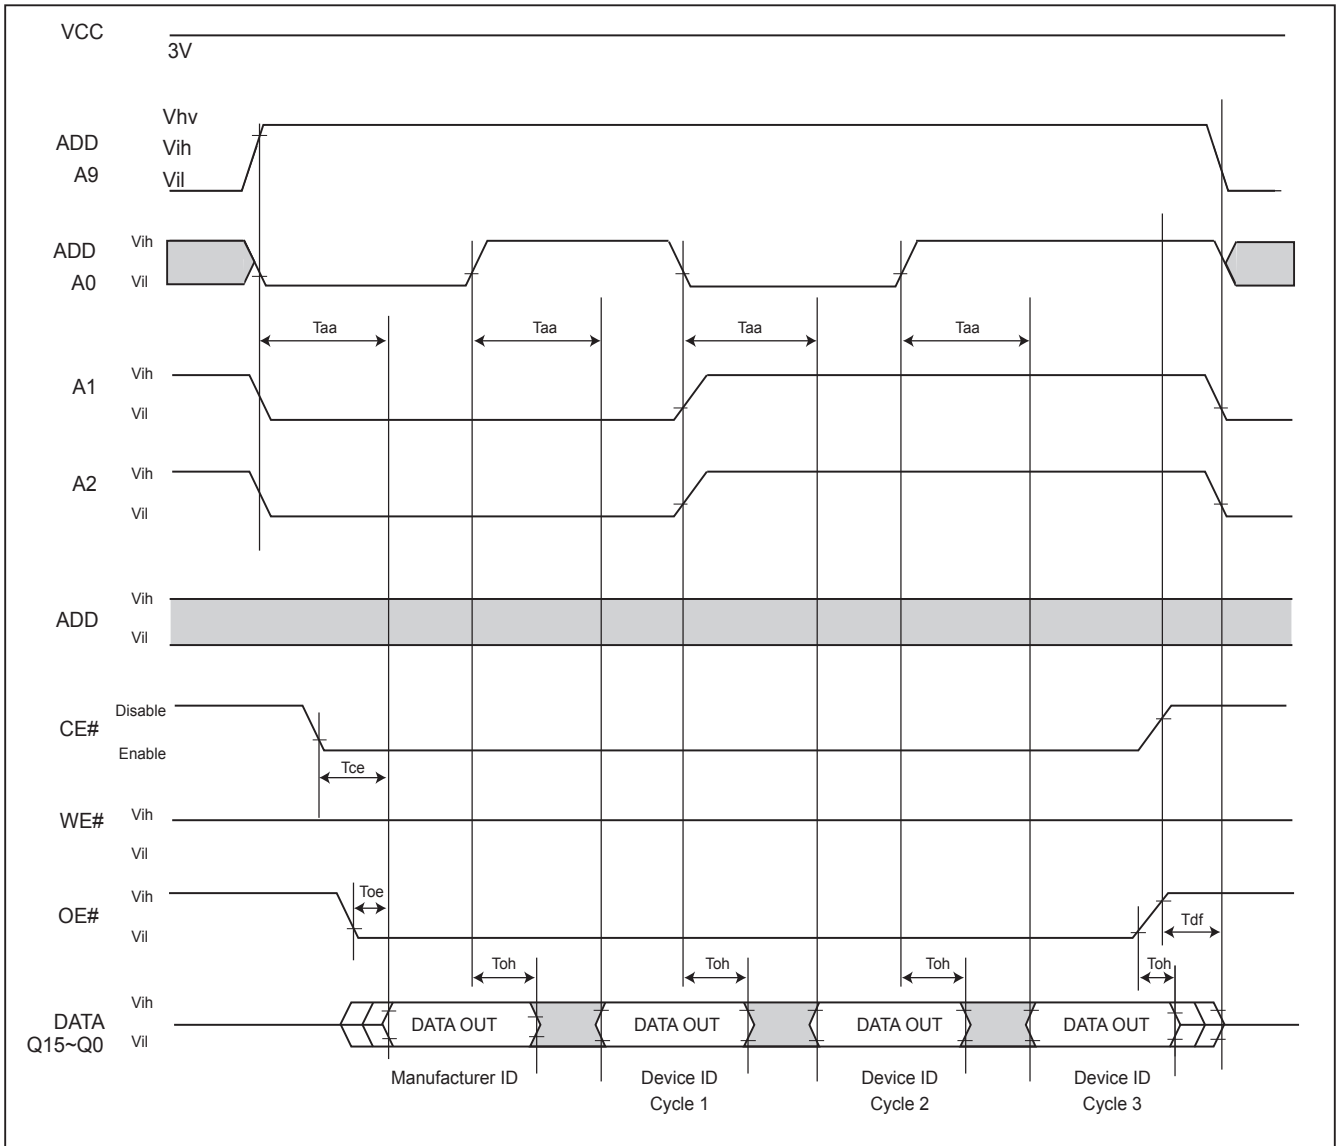 VCC
3V
Vhv
ADD
Vih
A9
Vil
ADD
Vih
A0
Vil
Taa
Taa
Taa
Taa
A1
Vih
Vil
A2
Vih
Vil
ADD
Vih
Vil
CE#
Disable
Enable
Tce
WE#
Vih
Vil
OE#
Vih
Vil
Toe
Tdf
Toh
Toh
Toh
Toh
DATA
Q15~Q0
Vih
Vil
DATA OUT
DATA OUT
DATA OUT
DATA OUT
Manufacturer ID
Device ID
Cycle 1
Device ID
Cycle 2
Device ID
Cycle 3